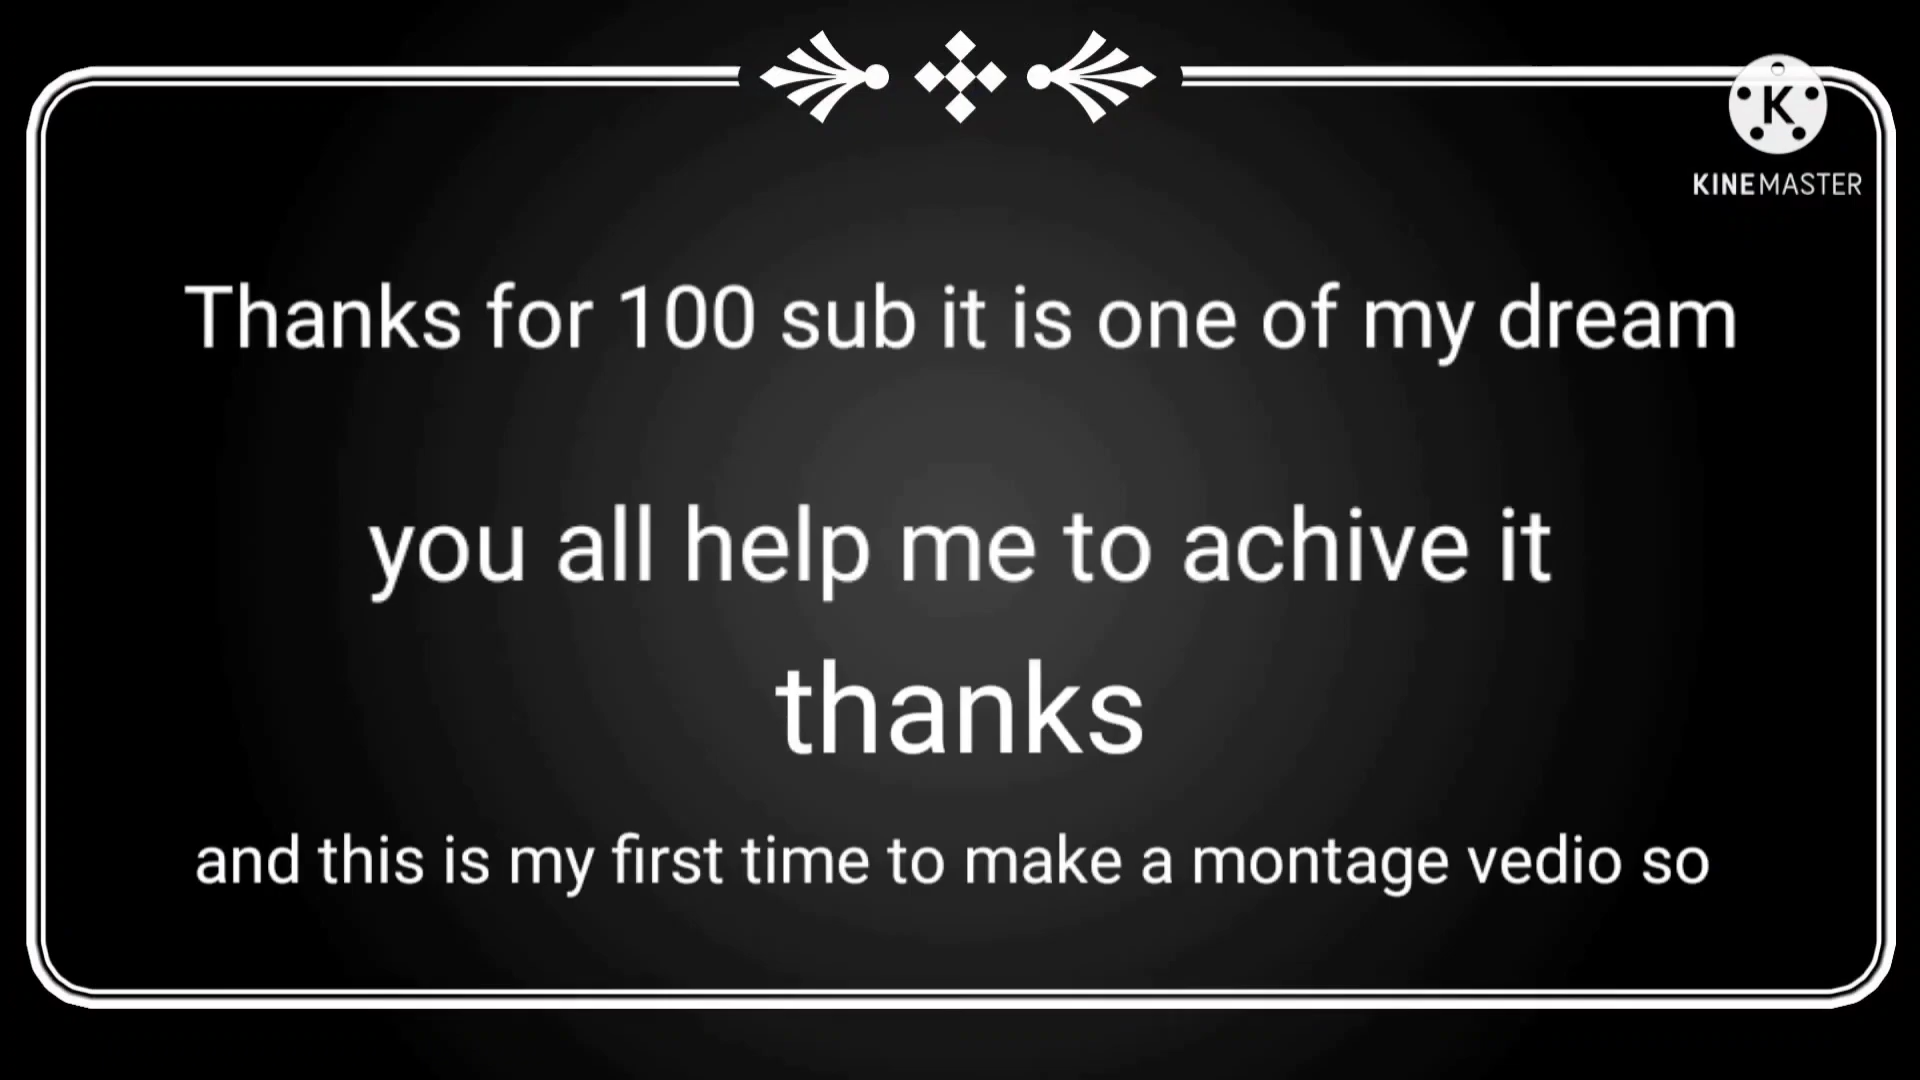 K
KINEMASTER
Thanks for 100 sub it is one of my dream
you all help me to achive it
thanks
and this is my first time to make a montage vedio so